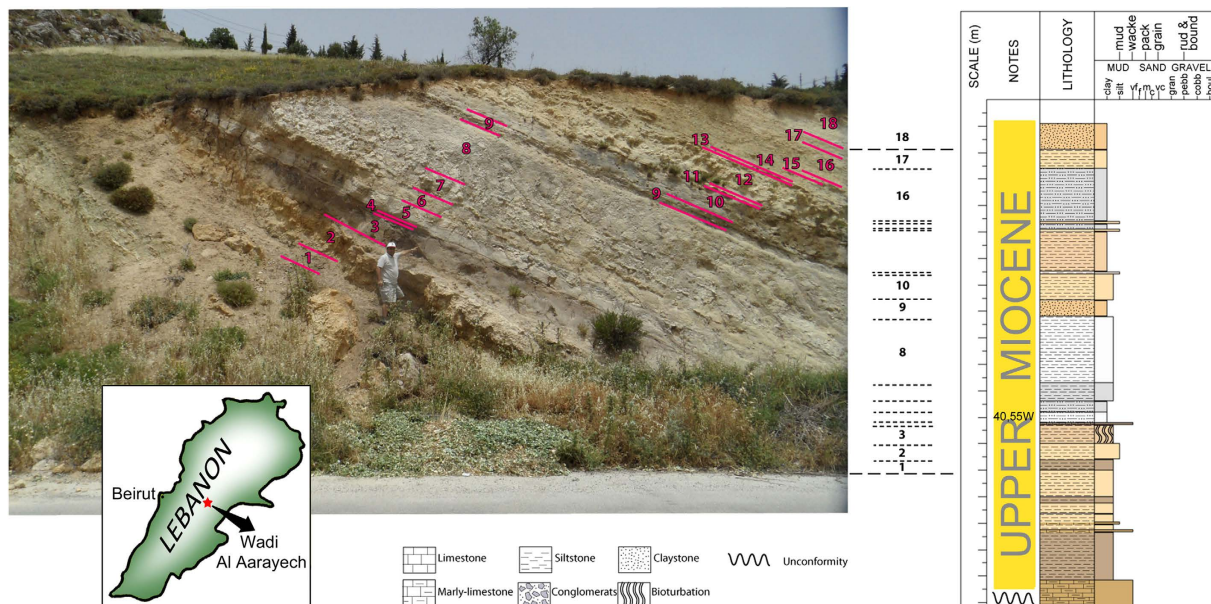 9
8
7
6
5
4
3
2
1
9
10
11
12
13
14
15
16
17
18
Beirut
LEBANON
Wadi
Al Aarayech
Limestone
Siltstone
Claystone
Unconformity
Marly-limestone
Conglomerats
Bioturbation
18
17
16
10
9
8
3
2
1
SCALE (m)
NOTES
LITHOLOGY
mud
wacke
pack
grain
rud &
bound
MUD SAND GRAVEL
clay
silt
vf
f
m
c
vc
gran
pebb
cobb
boul
UPPER MIOCENE
40,55W